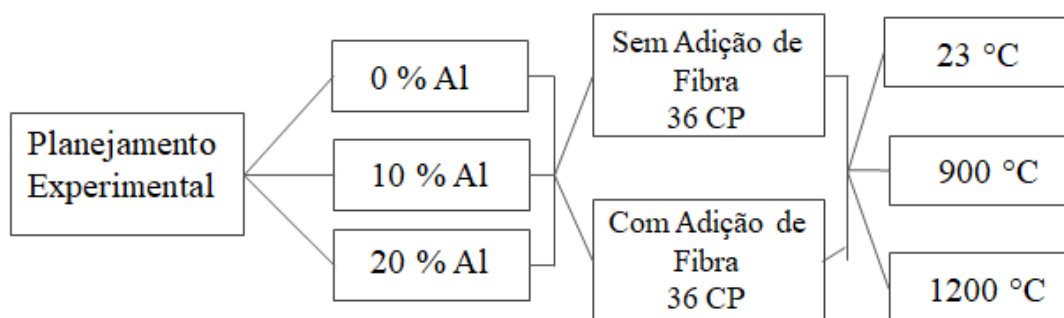 Planejamento
Experimental
0 % Al
10 % Al
20 % Al
Sem Adição de
Fibra
36 CP
Com Adição de
Fibra
36 CP
23 °C
900 °C
1200 °C